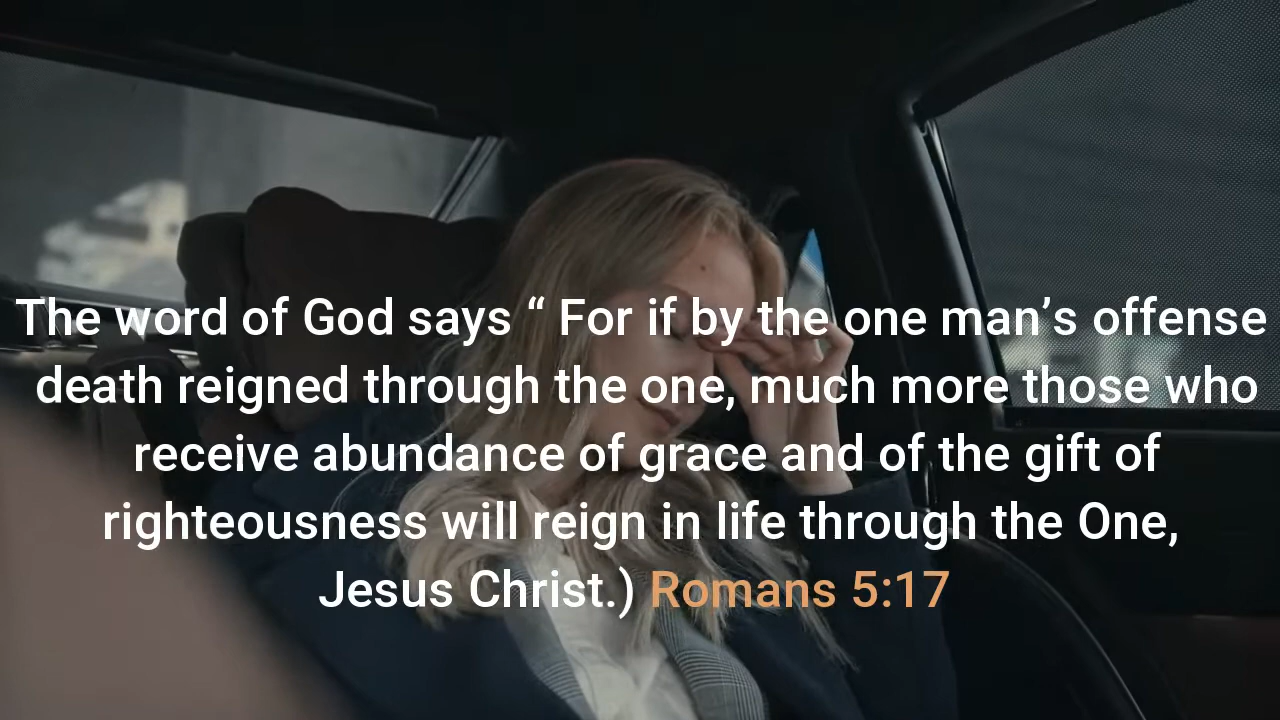 The word of God says “ For if by the one man’s offense
death reigned through the one, much more those who
receive abundance of grace and of the gift of
righteousness will reign in life through the One,
Jesus Christ.) Romans 5:17